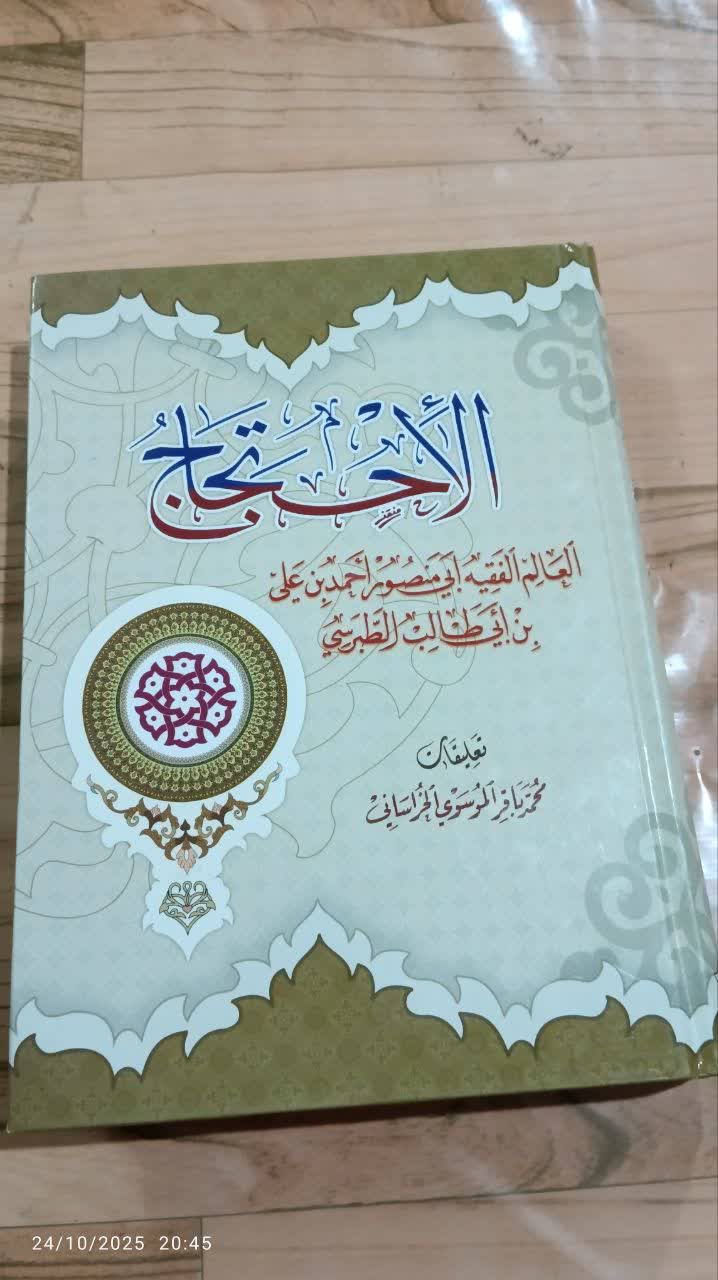 الاحتجاج
العالم الفقيه أبي منصور أحمد بن علي
بن أبي طالب الطبرسي
تعليقات
محمد باقر الموسوي الخراساني
24/10/2025 20:45